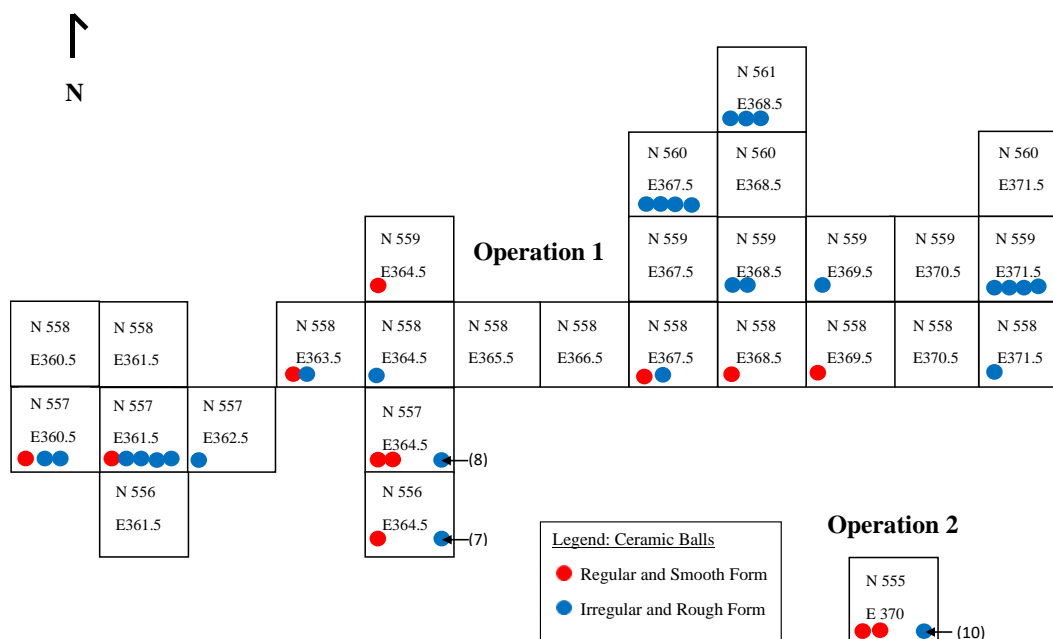 N
N 561
E368.5
N 560
E367.5
N 560
E368.5
N 560
E371.5
N 559
E364.5
Operation 1
N 559
E367.5
N 559
E368.5
N 559
E369.5
N 559
E370.5
N 559
E371.5
N 558
E360.5
N 558
E361.5
N 558
E363.5
N 558
E364.5
N 558
E365.5
N 558
E366.5
N 558
E367.5
N 558
E368.5
N 558
E369.5
N 558
E370.5
N 558
E371.5
N 557
E360.5
N 557
E361.5
N 557
E362.5
N 557
E364.5
(8)
N 556
E361.5
N 556
E364.5
(7)
Legend: Ceramic Balls
Regular and Smooth Form
Irregular and Rough Form
Operation 2
N 555
E 370
(10)